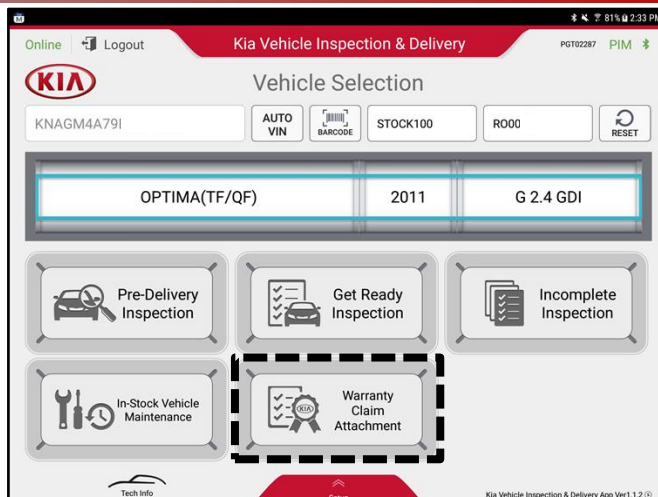 81% 2:33 PM
Online Logout Kia Vehicle Inspection & Delivery PGT02287 PIM
KIA Vehicle Selection
KNAGM4A79I AUTO VIN BARCODE STOCK100 RO00 RESET
OPTIMA(TF/QF) 2011 G 2.4 GDI
Pre-Delivery
Inspection
Get Ready
Inspection
Incomplete
Inspection
In-Stock Vehicle
Maintenance
KIA
Warranty
Claim
Attachment
Tech Info
Kia Vehicle Inspection & Delivery App Ver1.1.2